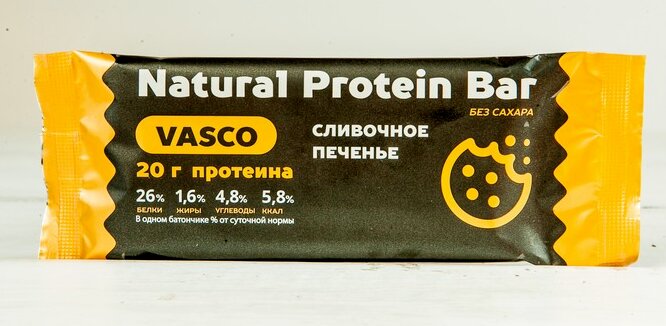 Natural Protein Bar
БЕЗ САХАРА
VASCO
СЛИВОЧНОЕ
ПЕЧЕНЬЕ
20 г протеина
26% 1,6% 4,8% 5,8%
БЕЛКИ ЖИРЫ УГЛЕВОДЫ ККАЛ
В одном батончике % от суточной нормы